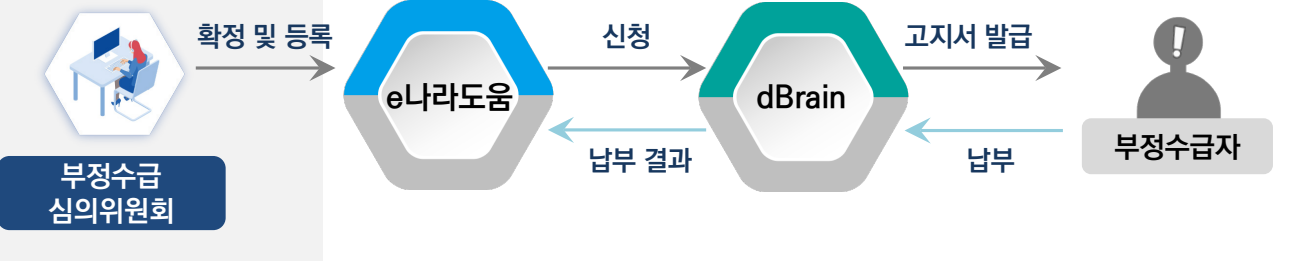 확정 및 등록
신청
고지서 발급
e나라도움
dBrain
납부 결과
납부
부정수급자
부정수급
심의위원회